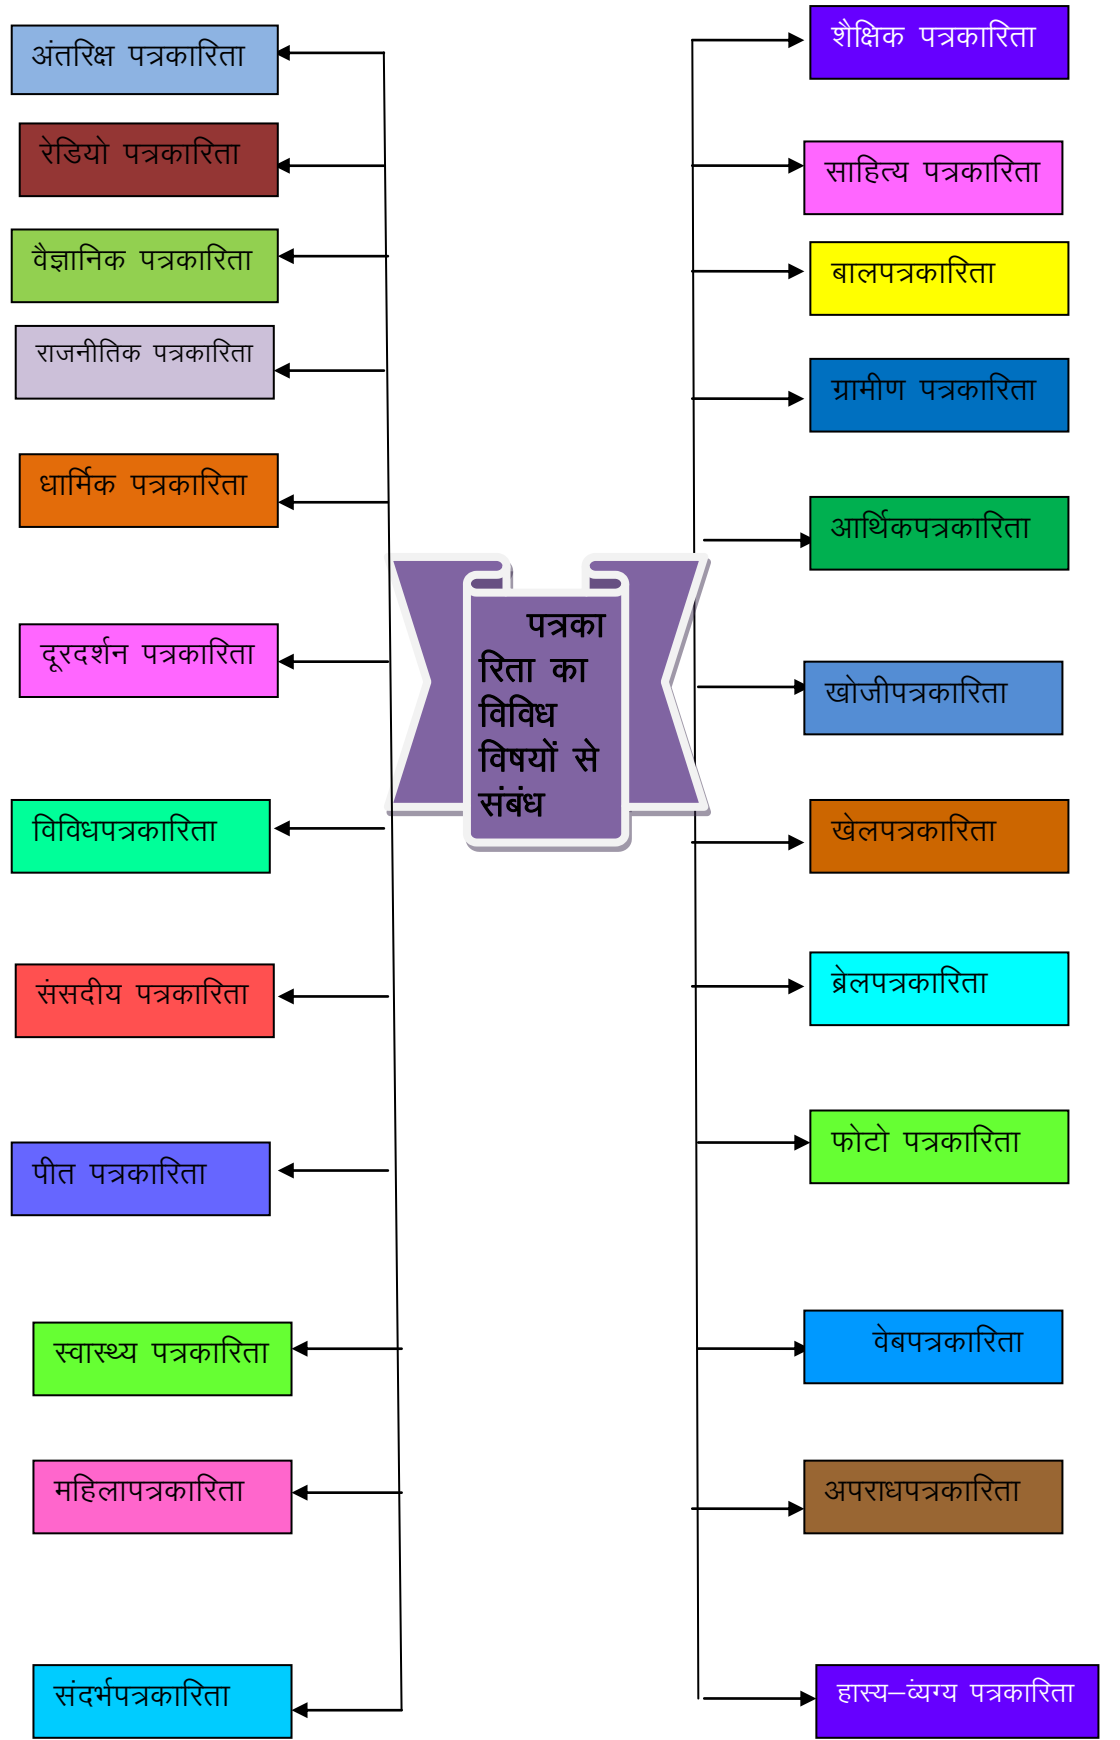 अंतरिक्ष पत्रकारिता
रेडियो पत्रकारिता
वैज्ञानिक पत्रकारिता
राजनीतिक पत्रकारिता
धार्मिक पत्रकारिता
दूरदर्शन पत्रकारिता
विविधपत्रकारिता
संसदीय पत्रकारिता
पीत पत्रकारिता
स्वास्थ्य पत्रकारिता
महिलापत्रकारिता
संदर्भपत्रकारिता
पत्रका
रिता का
विविध
विषयों से
संबंध
शैक्षिक पत्रकारिता
साहित्य पत्रकारिता
बालपत्रकारिता
ग्रामीण पत्रकारिता
आर्थिकपत्रकारिता
खोजीपत्रकारिता
खेलपत्रकारिता
ब्रेलपत्रकारिता
फोटो पत्रकारिता
वेबपत्रकारिता
अपराधपत्रकारिता
हास्य–व्यंग्य पत्रकारिता